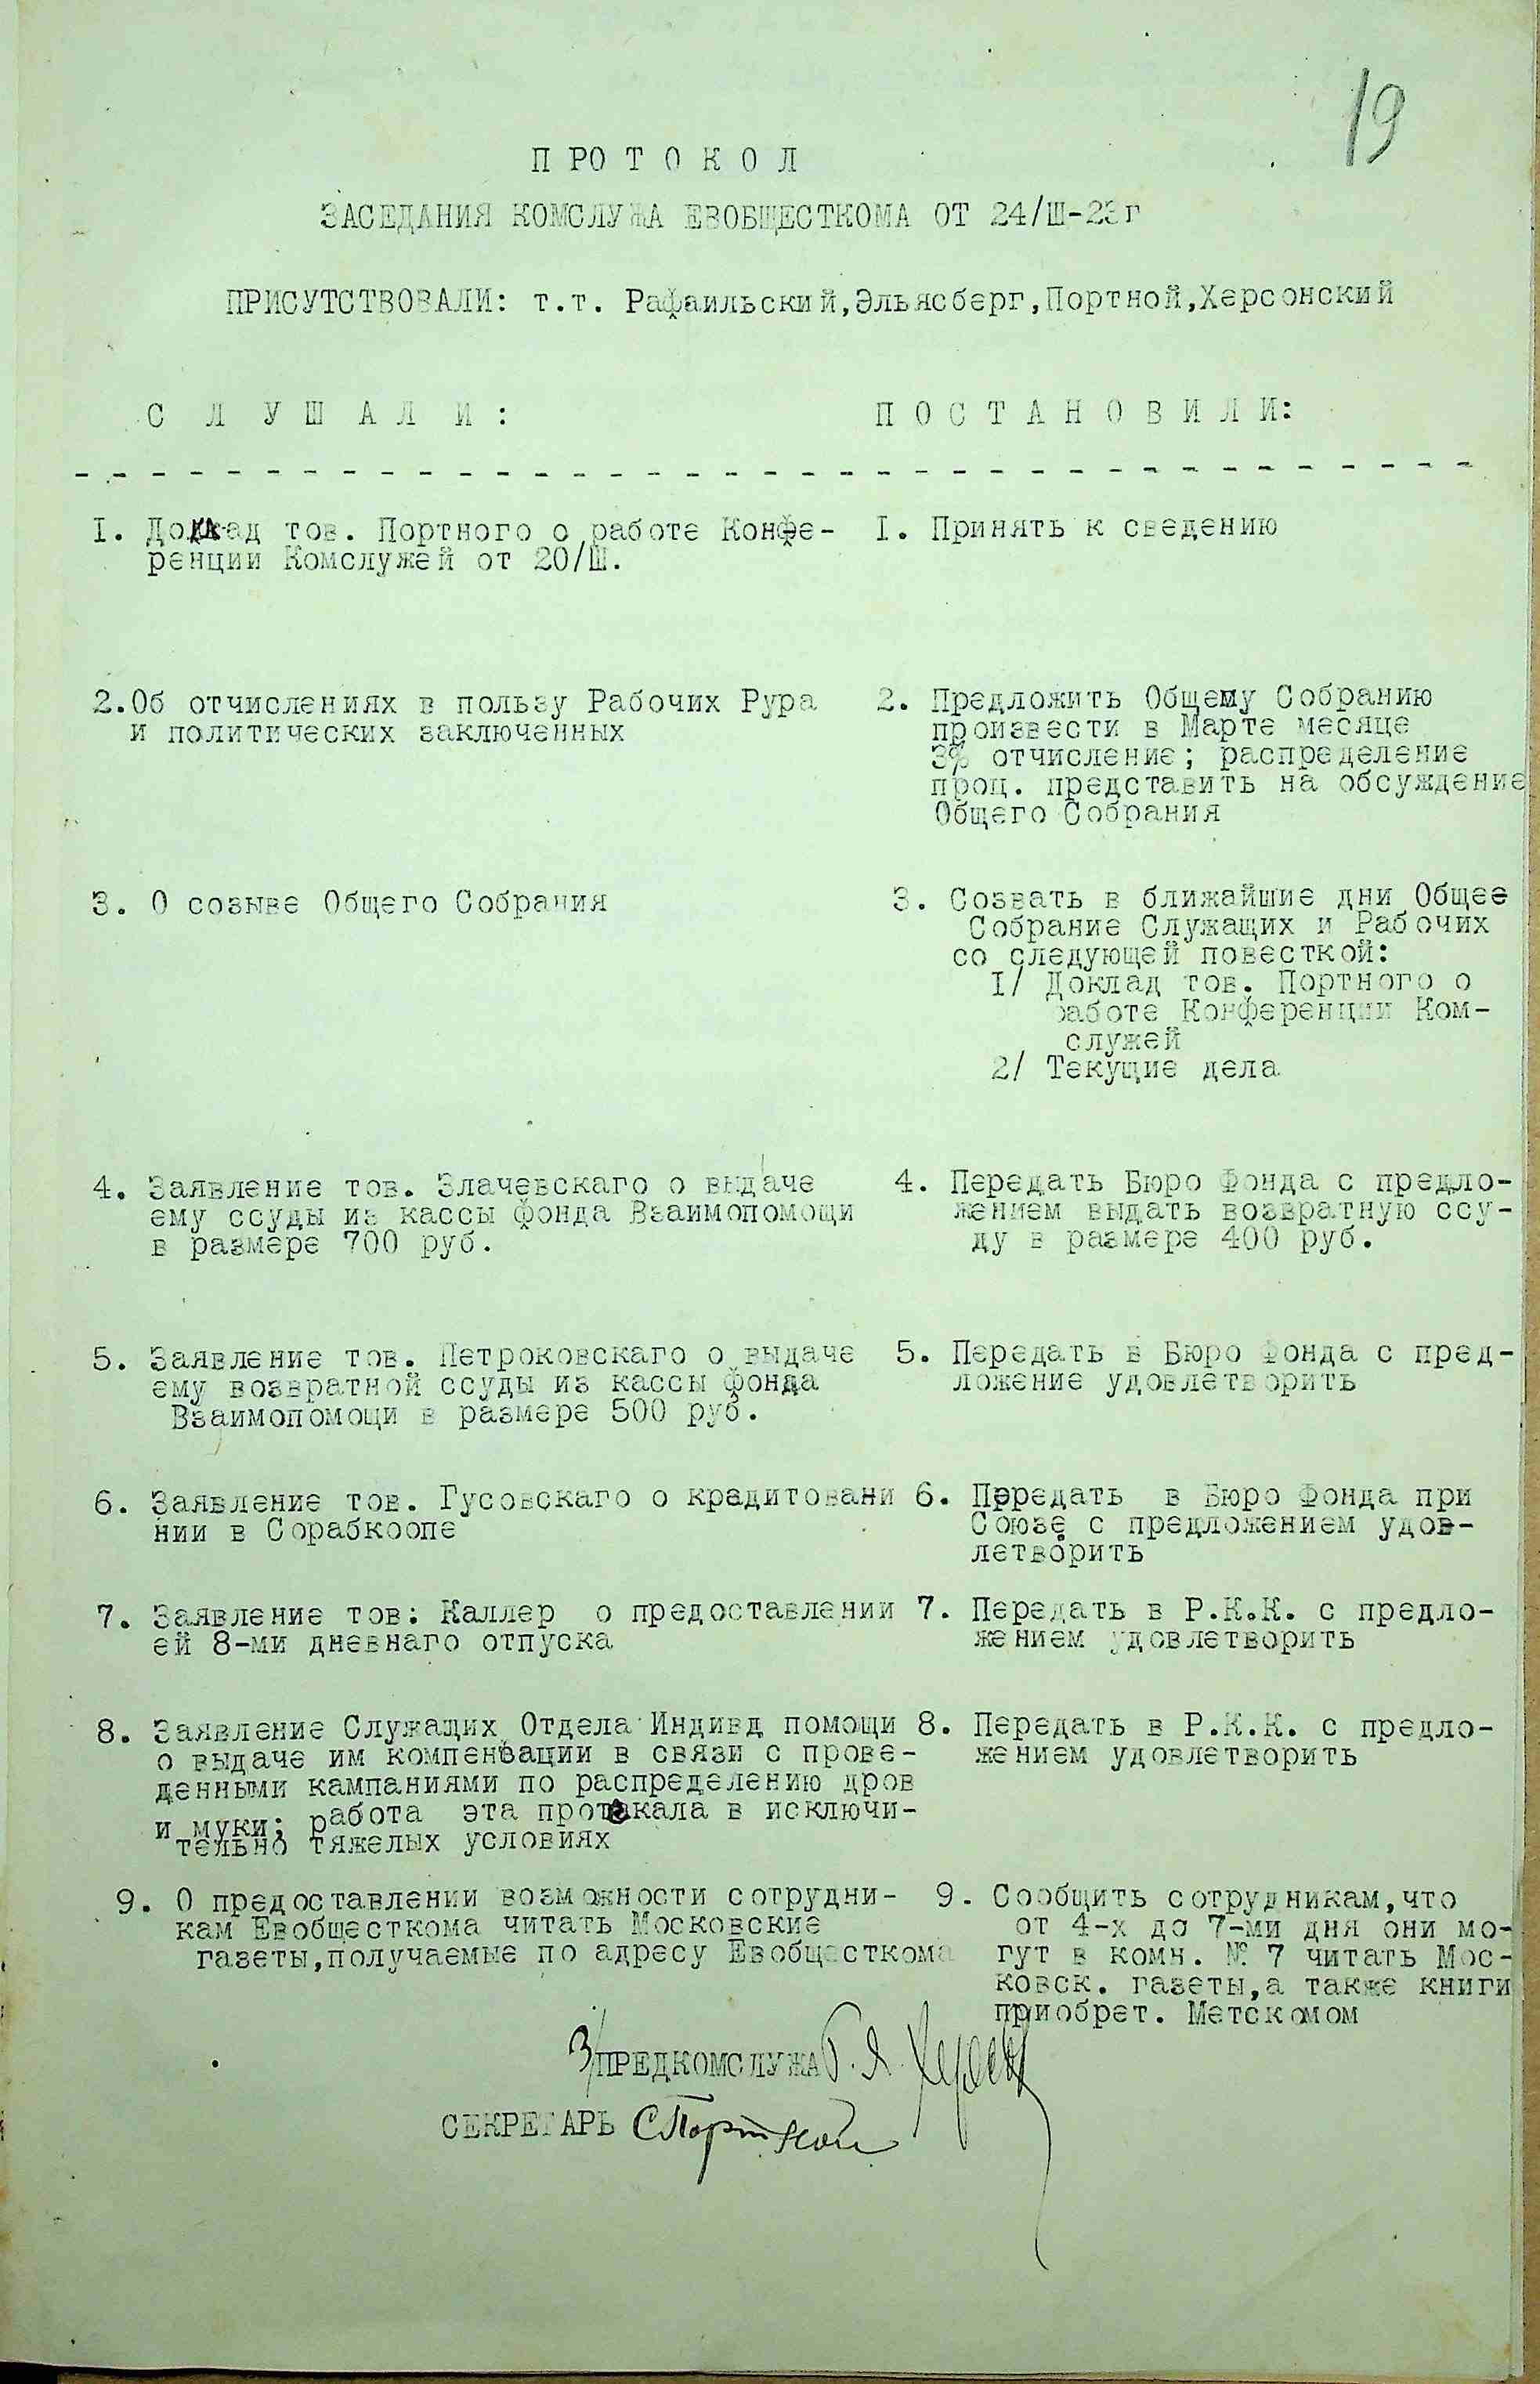 19
П РО Т О К О Л
ЗАСЕДАНИЯ КОМСЛУЖА ЕВОБЩЕСТКОМА ОТ 24/Ш-23г
ПРИСУТСТВОВАЛИ: т.т. Рафаильский,Эльясберг,Портной,Херсонский
С Л У Ш А Л И :
П О С Т А Н О В И Л И:
I. Доклад тов. Портного о работе Конфе-
ренции Комслужей от 20/Ш.
I. Принять к сведению
2.Об отчислениях в пользу Рабочих Рура
и политических заключенных
2. Предложить Общему Собранию
произвести в Марте месяце
3% отчисление; распределение
проц. представить на обсуждение
Общего Собрания
3. О созыве Общего Собрания
3. Созвать в ближайшие дни Общее
Собрание Служащих и Рабочих
со следующей повесткой:
I/ Доклад тов. Портного о
работе Конференции Ком-
служей
2/ Текущие дела
4. Заявление тов. Злачевскаго о выдаче
ему ссуды из кассы фонда Взаимопомощи
в размере 700 руб.
4. Передать Бюро Фонда с предло-
жением выдать возвратную ссу-
ду в размере 400 руб.
5. Заявление тов. Петроковскаго о выдаче
ему возвратной ссуды из кассы фонда
Взаимопомощи в размере 500 руб.
5. Передать в Бюро Фонда с пред-
ложение удовлетворить
6. Заявление тов. Гусовскаго о кредитовани
нии в Сорабкоопе
6. Передать в Бюро Фонда при
Союзе с предложением удов-
летворить
7. Заявление тов: Каллер о предоставлении
ей 8-ми дневнаго отпуска
7. Передать в Р.К.К. с предло-
жением удовлетворить
8. Заявление Служащих Отдела Индивд помощи
о выдаче им компенсации в связи с прове-
денными кампаниями по распределению дров
и муки; работа эта протекала в исключи-
тельно тяжелых условиях
8. Передать в Р.К.К. с предло-
жением удовлетворить
9. О предоставлении возможности сотрудни-
кам Евобщесткома читать Московские
газеты,получаемые по адресу Евобщесткома
9. Сообщить сотрудникам,что
от 4-х до 7-ми дня они мо-
гут в комн. № 7 читать Мос-
ковск. газеты,а также книги
приобрет. Метскомом
З/ПРЕДКОМСЛУЖА Г. Я.
СЕКРЕТАРЬ С Портной